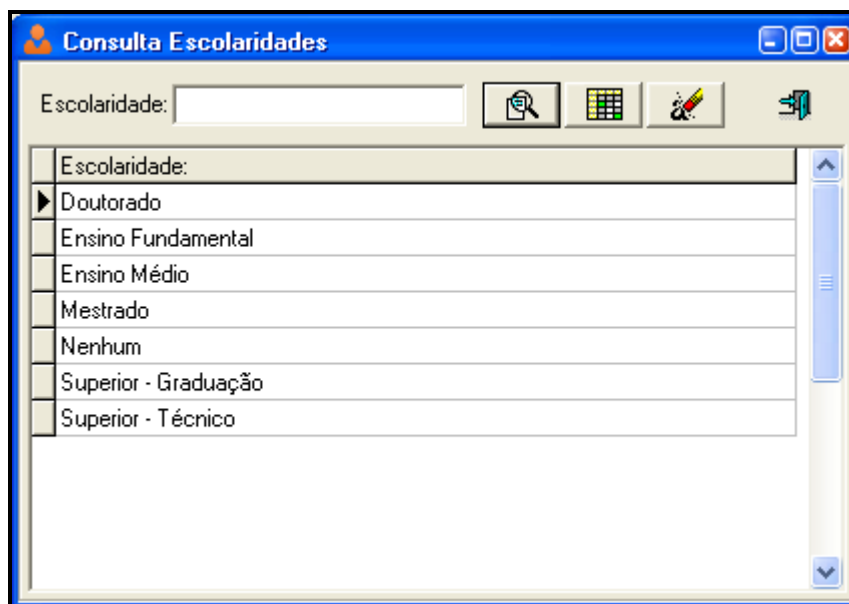 Consulta Escolaridades
Escolaridade:
Escolaridade:
Doutorado
Ensino Fundamental
Ensino Médio
Mestrado
Nenhum
Superior - Graduação
Superior - Técnico